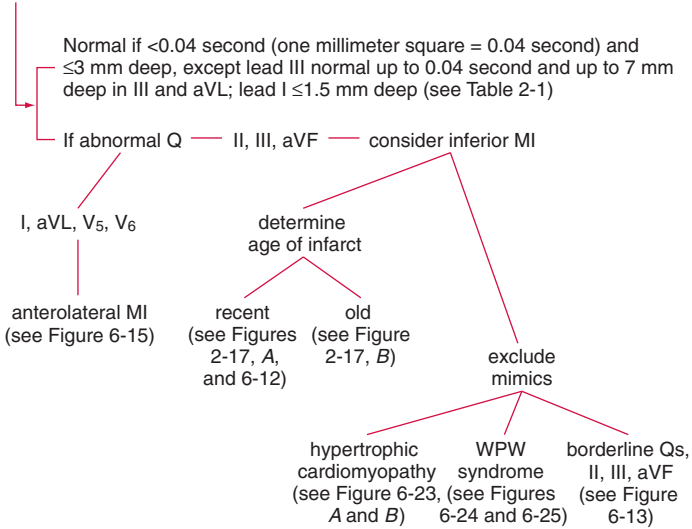 Normal if <0.04 second (one millimeter square = 0.04 second) and
≤3 mm deep, except lead III normal up to 0.04 second and up to 7 mm
deep in III and aVL; lead I ≤1.5 mm deep (see Table 2-1)
If abnormal Q
II, III, aVF
consider inferior MI
I, aVL, V5, V6
anterolateral MI
(see Figure 6-15)
determine
age of infarct
recent
(see Figures
2-17, A,
and 6-12)
old
(see Figure
2-17, B)
exclude
mimics
hypertrophic
cardiomyopathy
(see Figure 6-23,
A and B)
WPW
syndrome
(see Figures
6-24 and 6-25)
borderline Qs,
II, III, aVF
(see Figure
6-13)